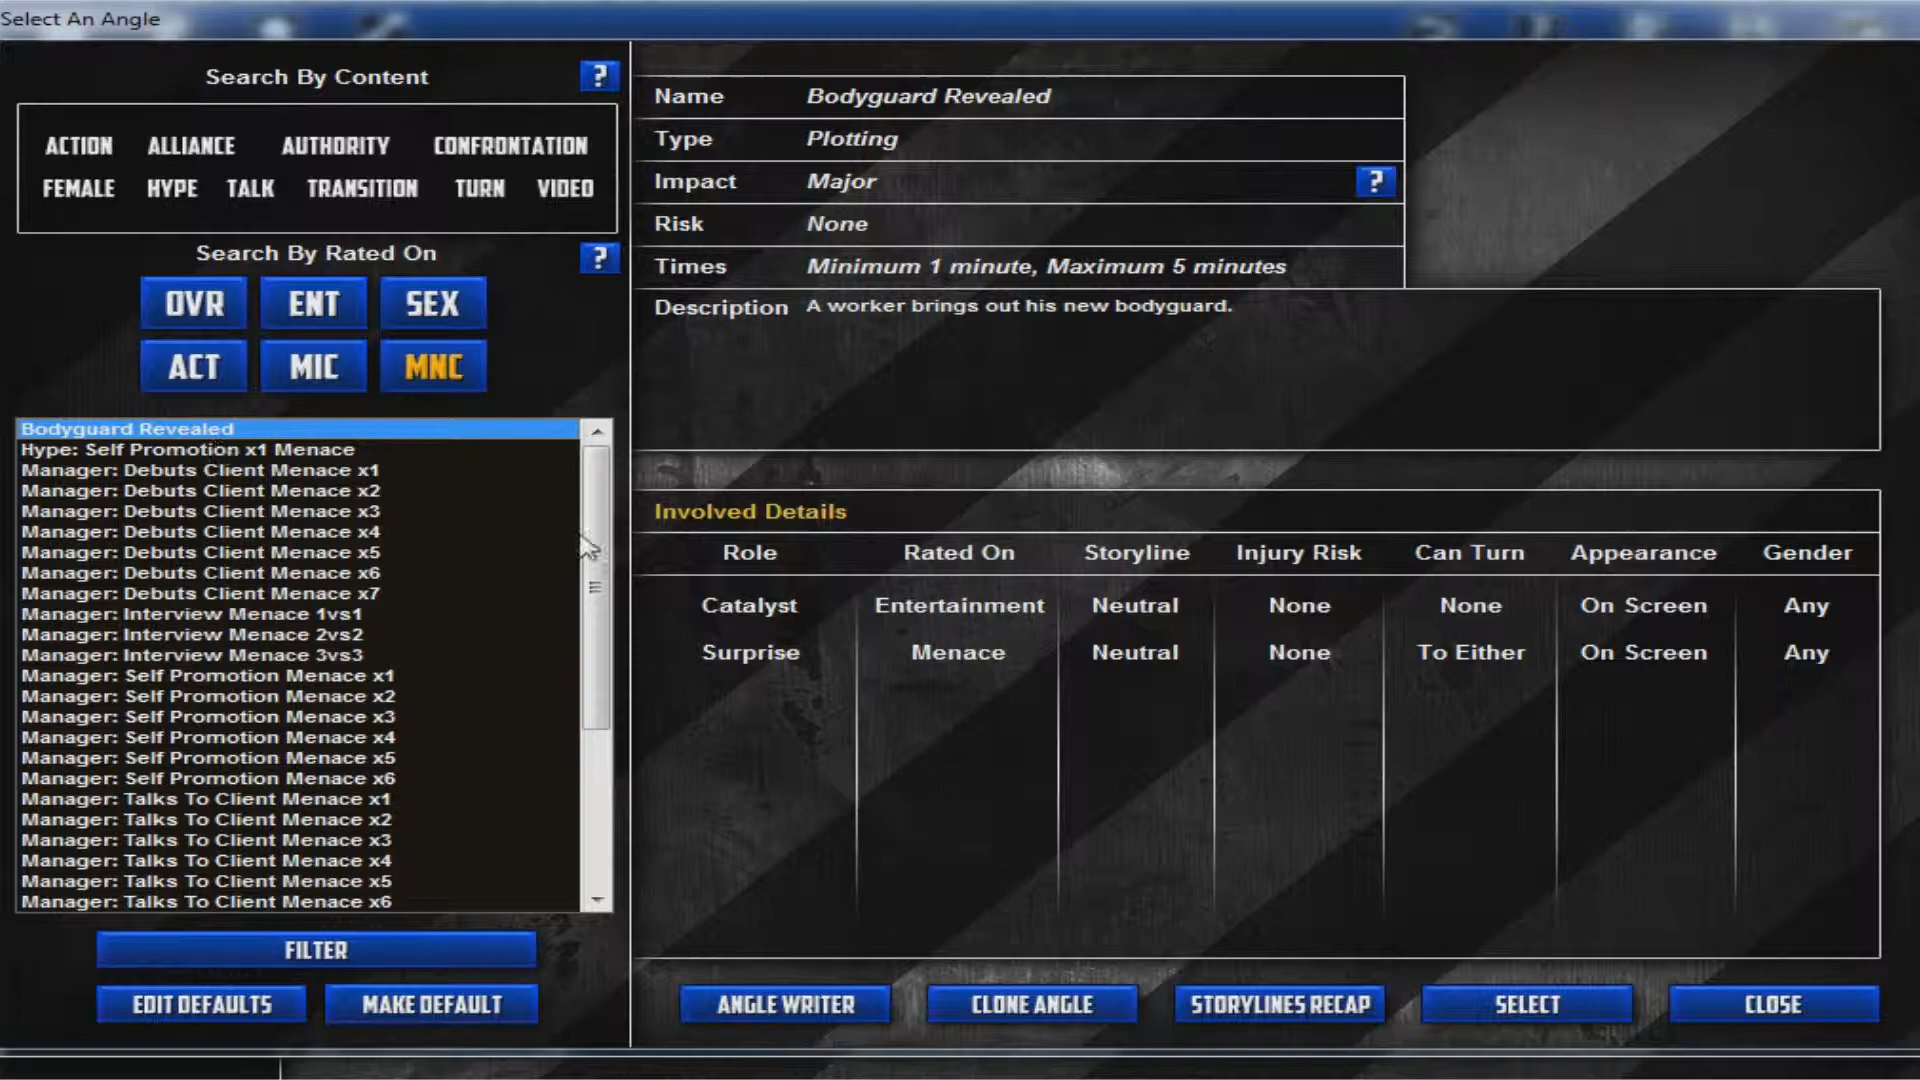 Select An Angle
Search By Content
?
ACTION ALLIANCE AUTHORITY CONFRONTATION
FEMALE HYPE TALK TRANSITION TURN VIDEO
Search By Rated On
?
OVR ENT SEX
ACT MIC MNC
Bodyguard Revealed
Hype: Self Promotion x1 Menace
Manager: Debuts Client Menace x1
Manager: Debuts Client Menace x2
Manager: Debuts Client Menace x3
Manager: Debuts Client Menace x4
Manager: Debuts Client Menace x5
Manager: Debuts Client Menace x6
Manager: Debuts Client Menace x7
Manager: Interview Menace 1vs1
Manager: Interview Menace 2vs2
Manager: Interview Menace 3vs3
Manager: Self Promotion Menace x1
Manager: Self Promotion Menace x2
Manager: Self Promotion Menace x3
Manager: Self Promotion Menace x4
Manager: Self Promotion Menace x5
Manager: Self Promotion Menace x6
Manager: Talks To Client Menace x1
Manager: Talks To Client Menace x2
Manager: Talks To Client Menace x3
Manager: Talks To Client Menace x4
Manager: Talks To Client Menace x5
Manager: Talks To Client Menace x6
FILTER
EDIT DEFAULTS MAKE DEFAULT
Name Bodyguard Revealed
Type Plotting
Impact Major ?
Risk None
Times Minimum 1 minute, Maximum 5 minutes
Description A worker brings out his new bodyguard.
Involved Details
Role Rated On Storyline Injury Risk Can Turn Appearance Gender
Catalyst Entertainment Neutral None None On Screen Any
Surprise Menace Neutral None To Either On Screen Any
ANGLE WRITER CLONE ANGLE STORYLINES RECAP SELECT CLOSE